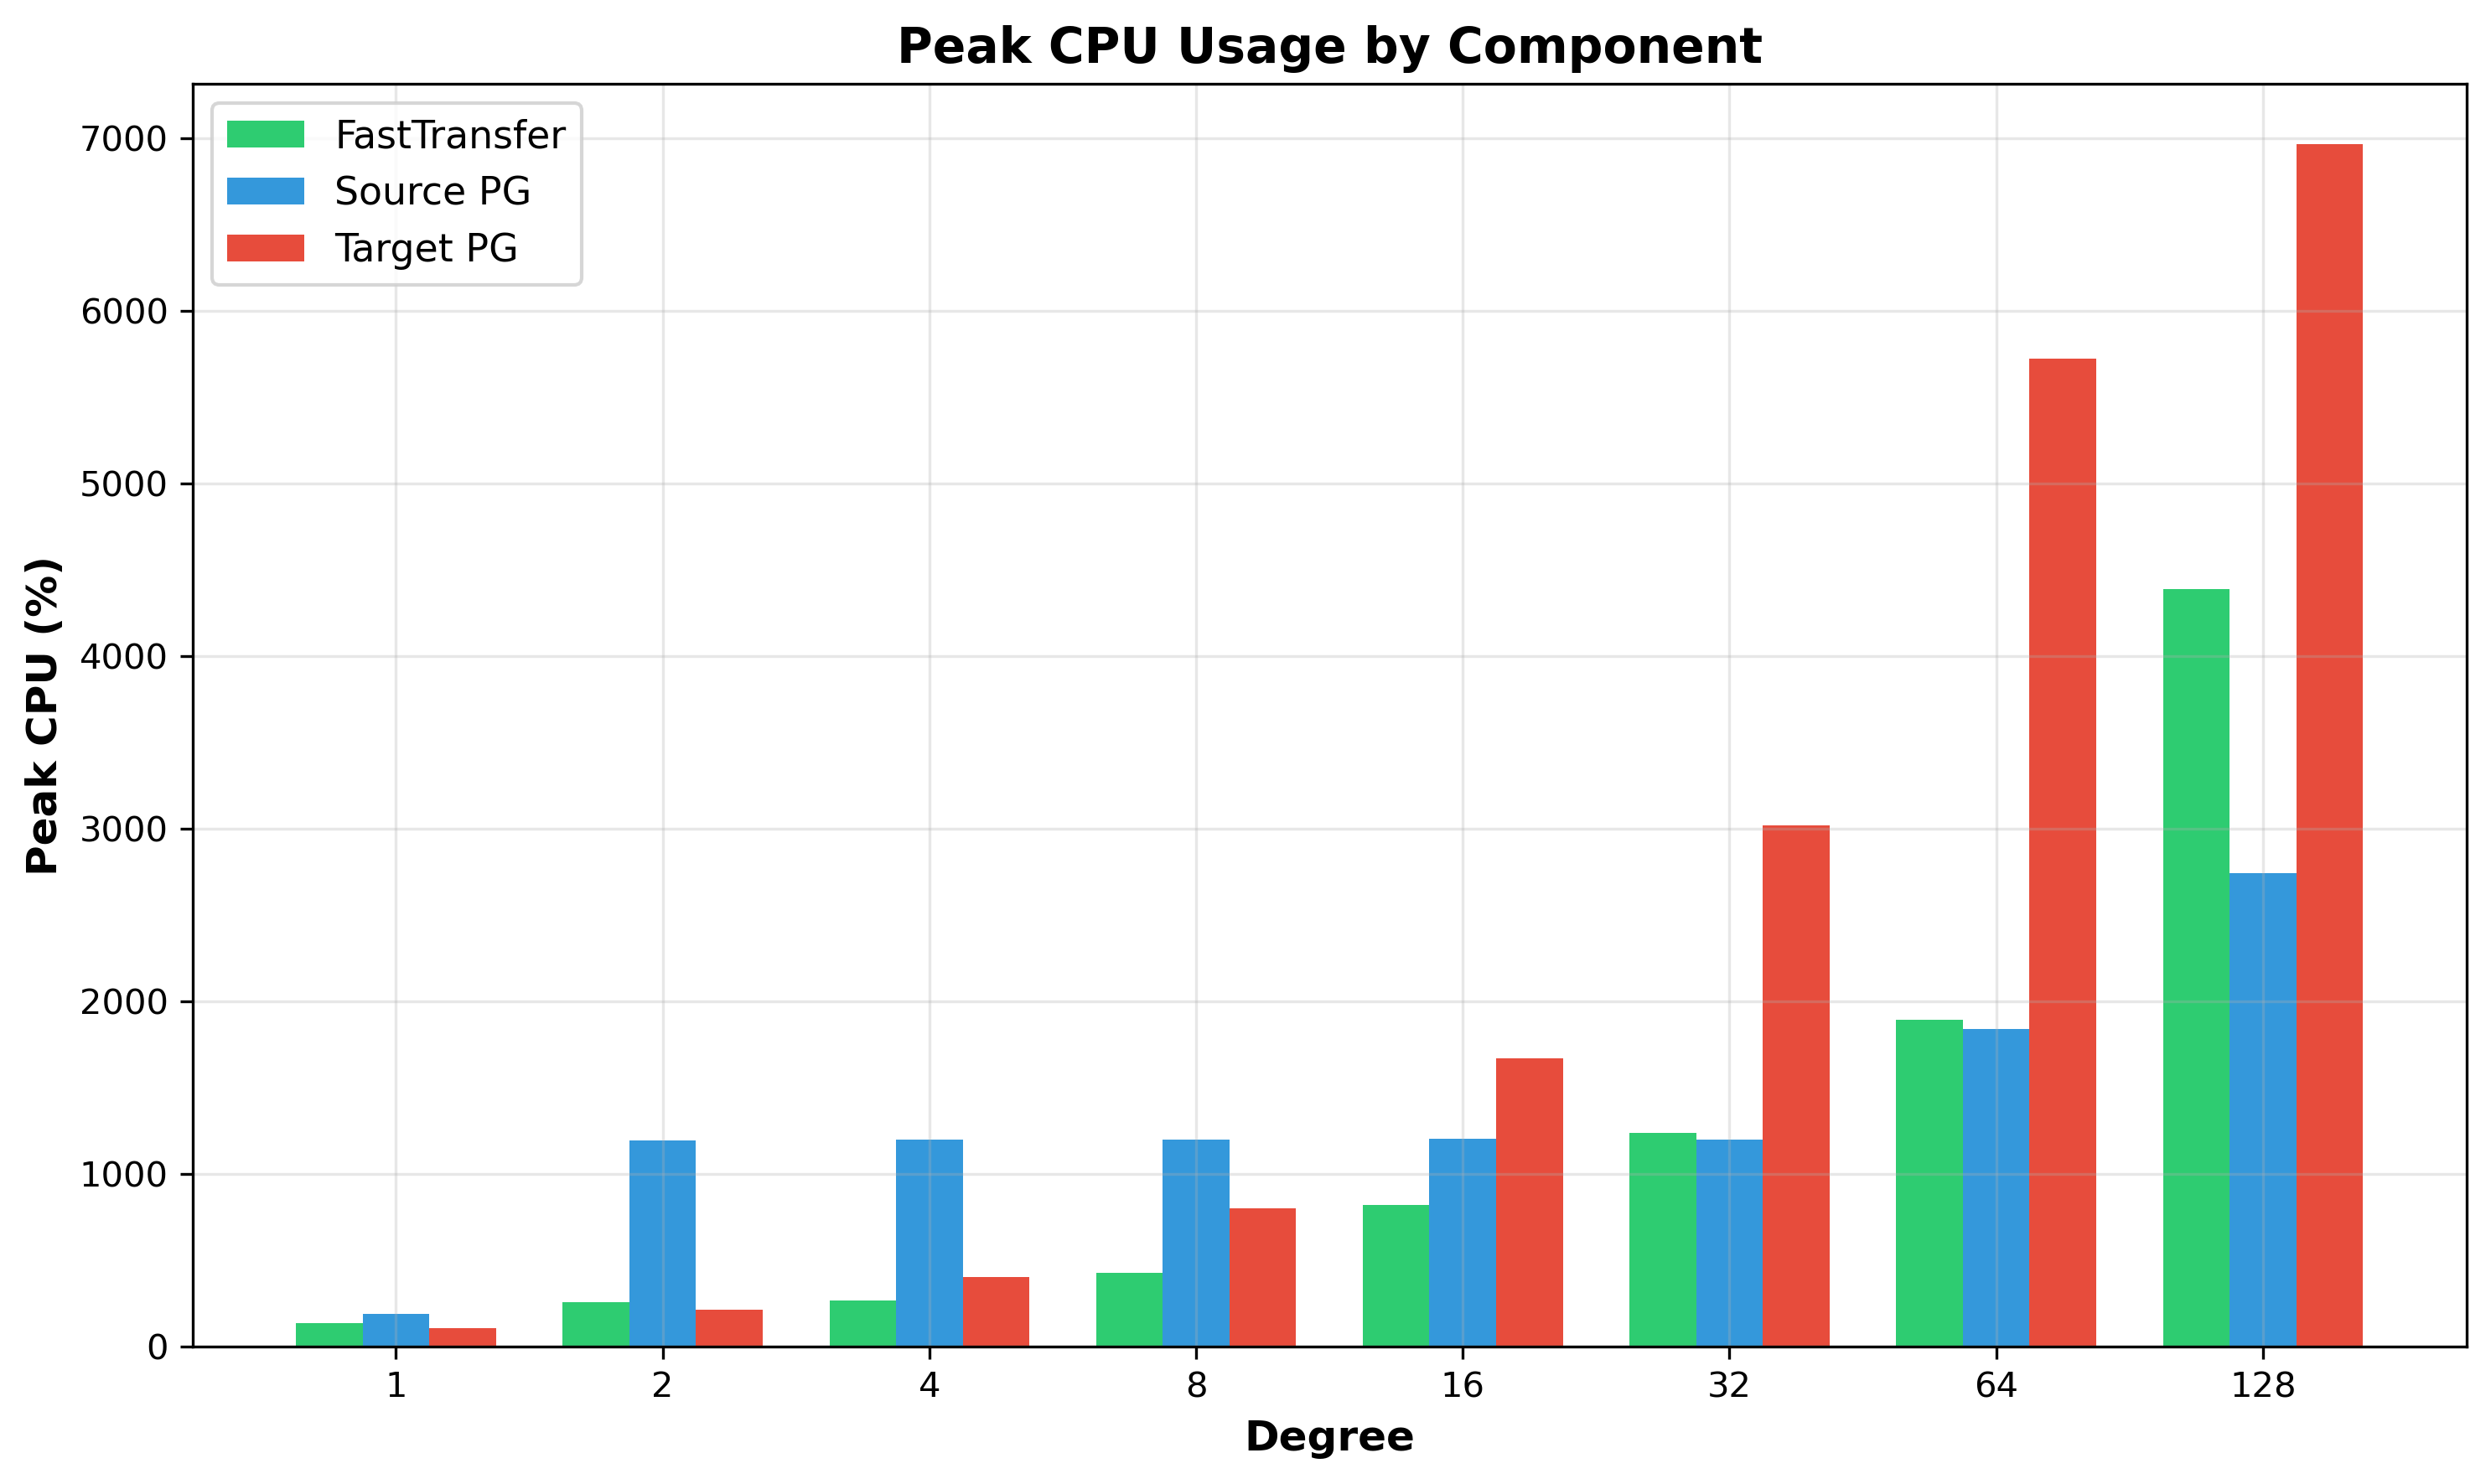 Peak CPU Usage by Component
FastTransfer
Source PG
Target PG
Peak CPU (%)
7000
6000
5000
4000
3000
2000
1000
0
1 2 4 8 16 32 64 128
Degree